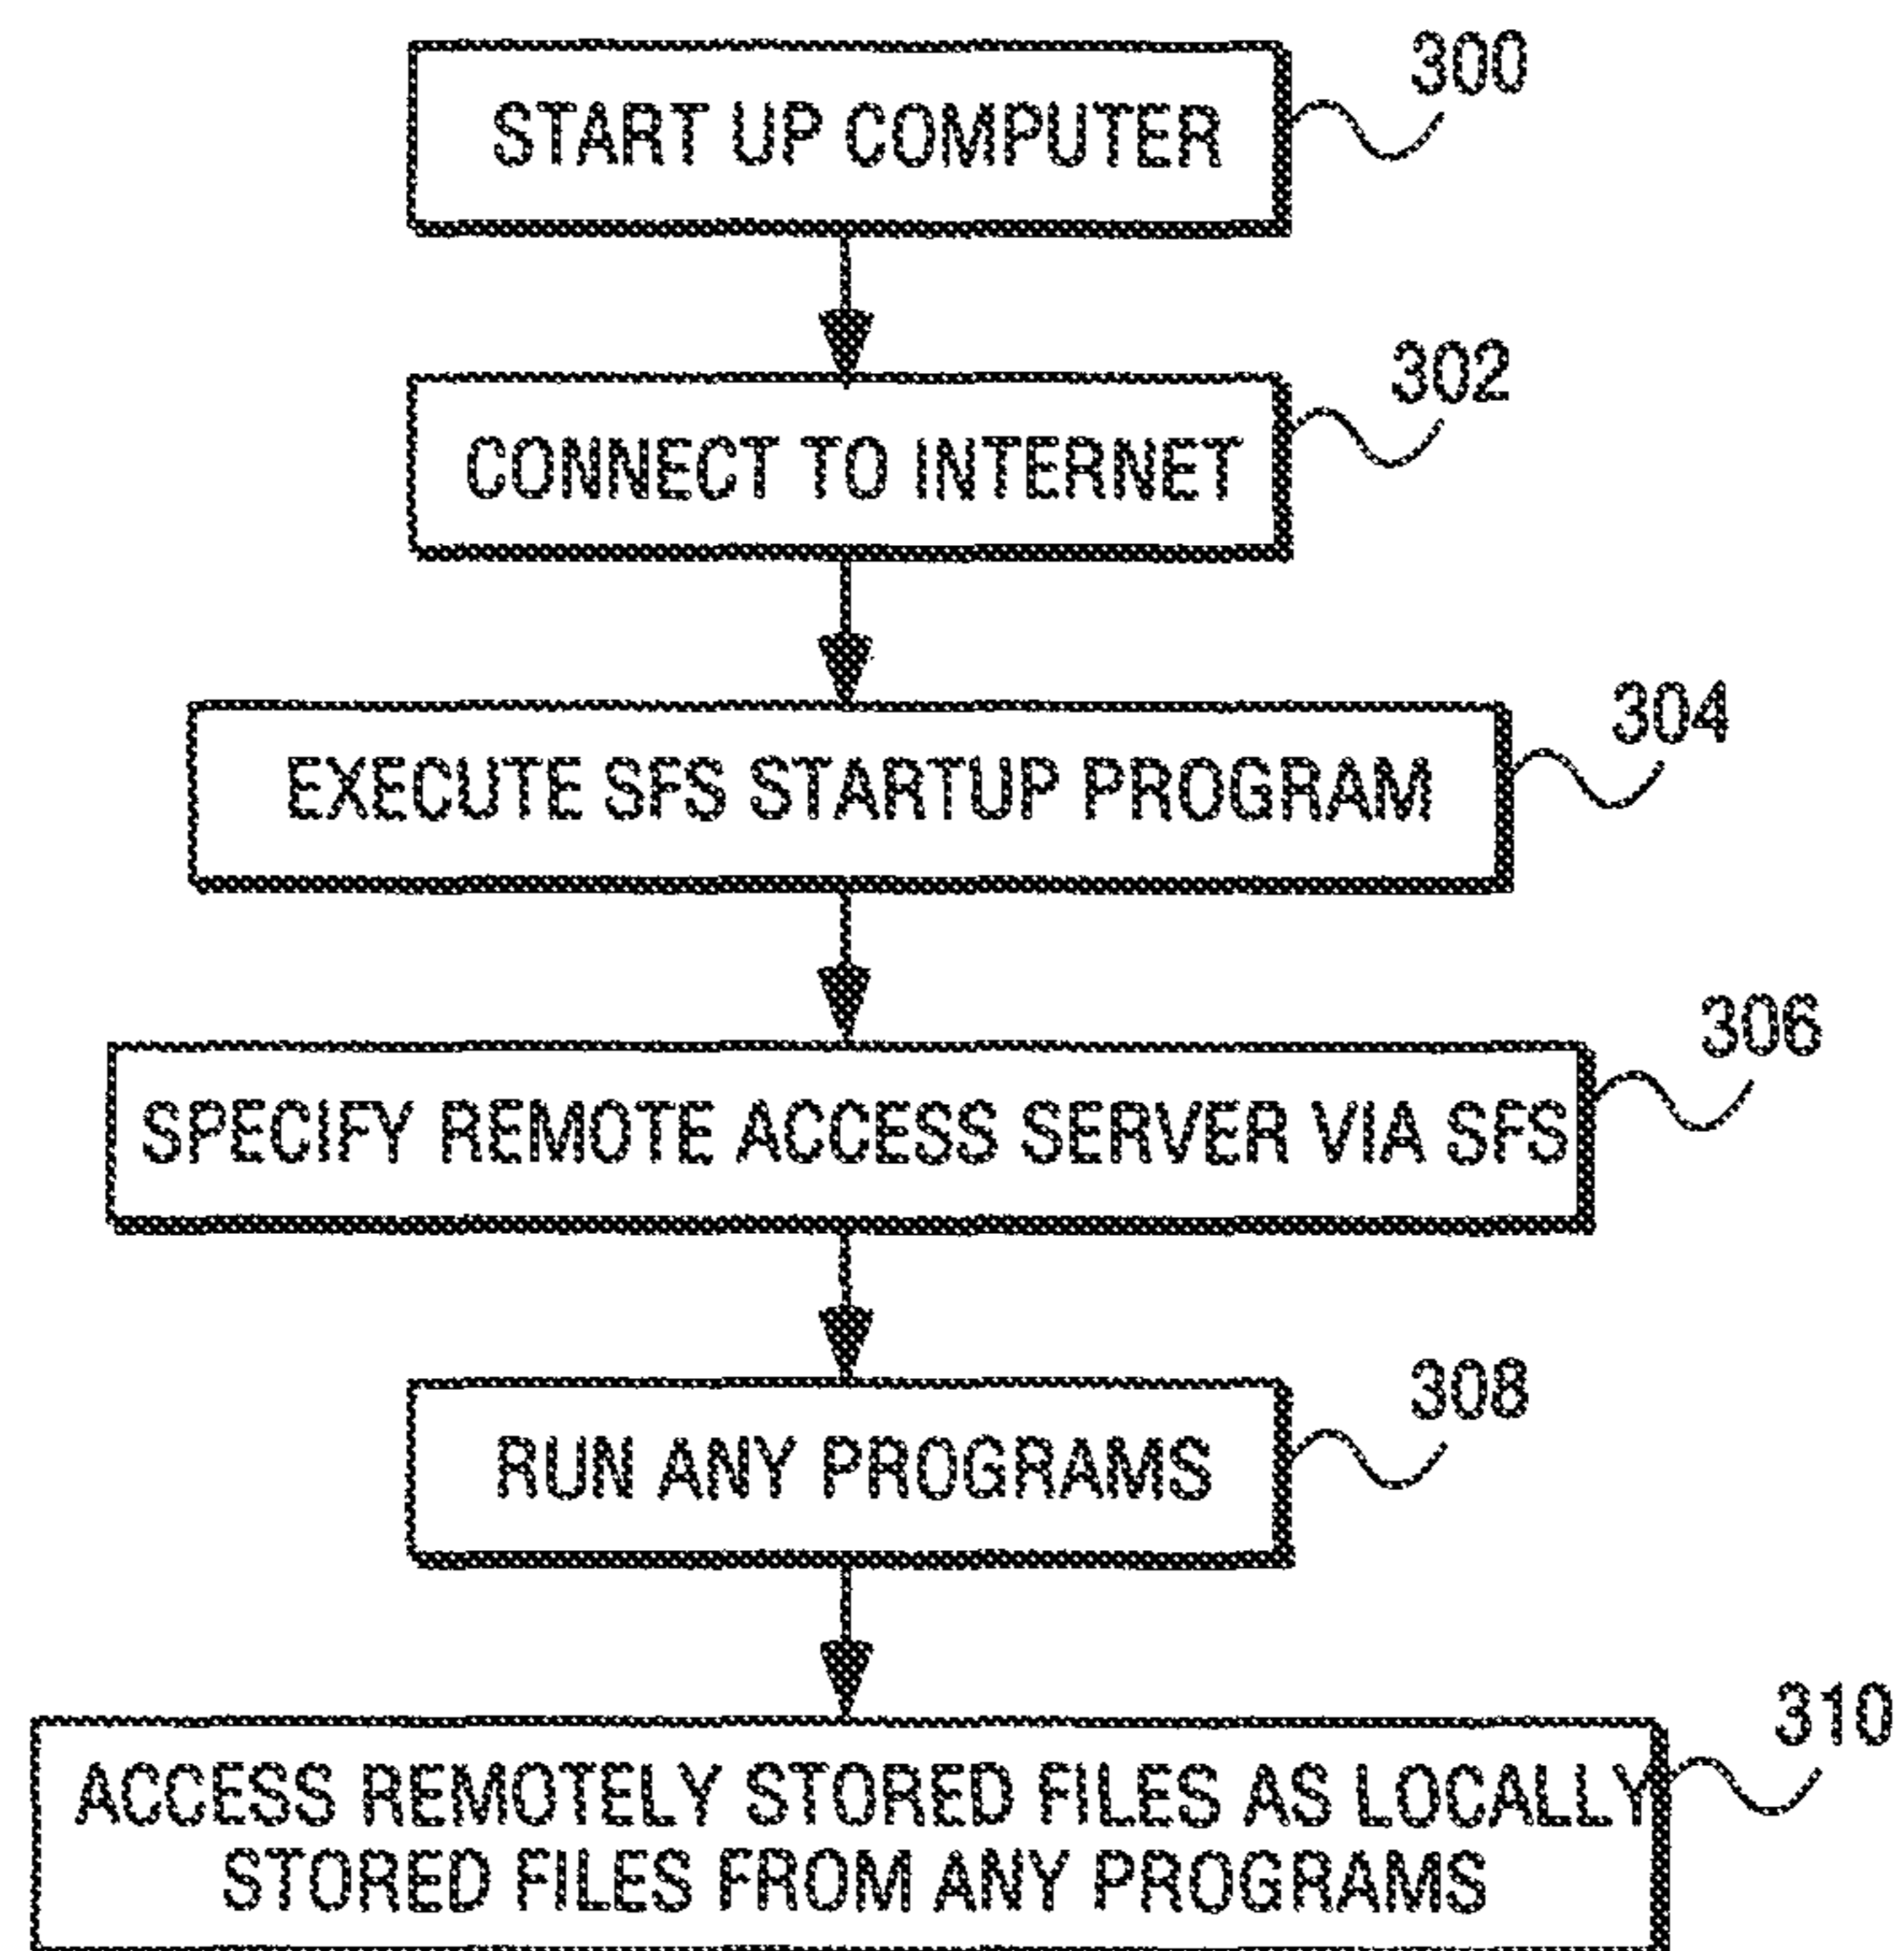 300
START UP COMPUTER
302
CONNECT TO INTERNET
304
EXECUTE SFS STARTUP PROGRAM
306
SPECIFY REMOTE ACCESS SERVER VIA SFS
308
RUN ANY PROGRAMS
310
ACCESS REMOTELY STORED FILES AS LOCALLY
STORED FILES FROM ANY PROGRAMS